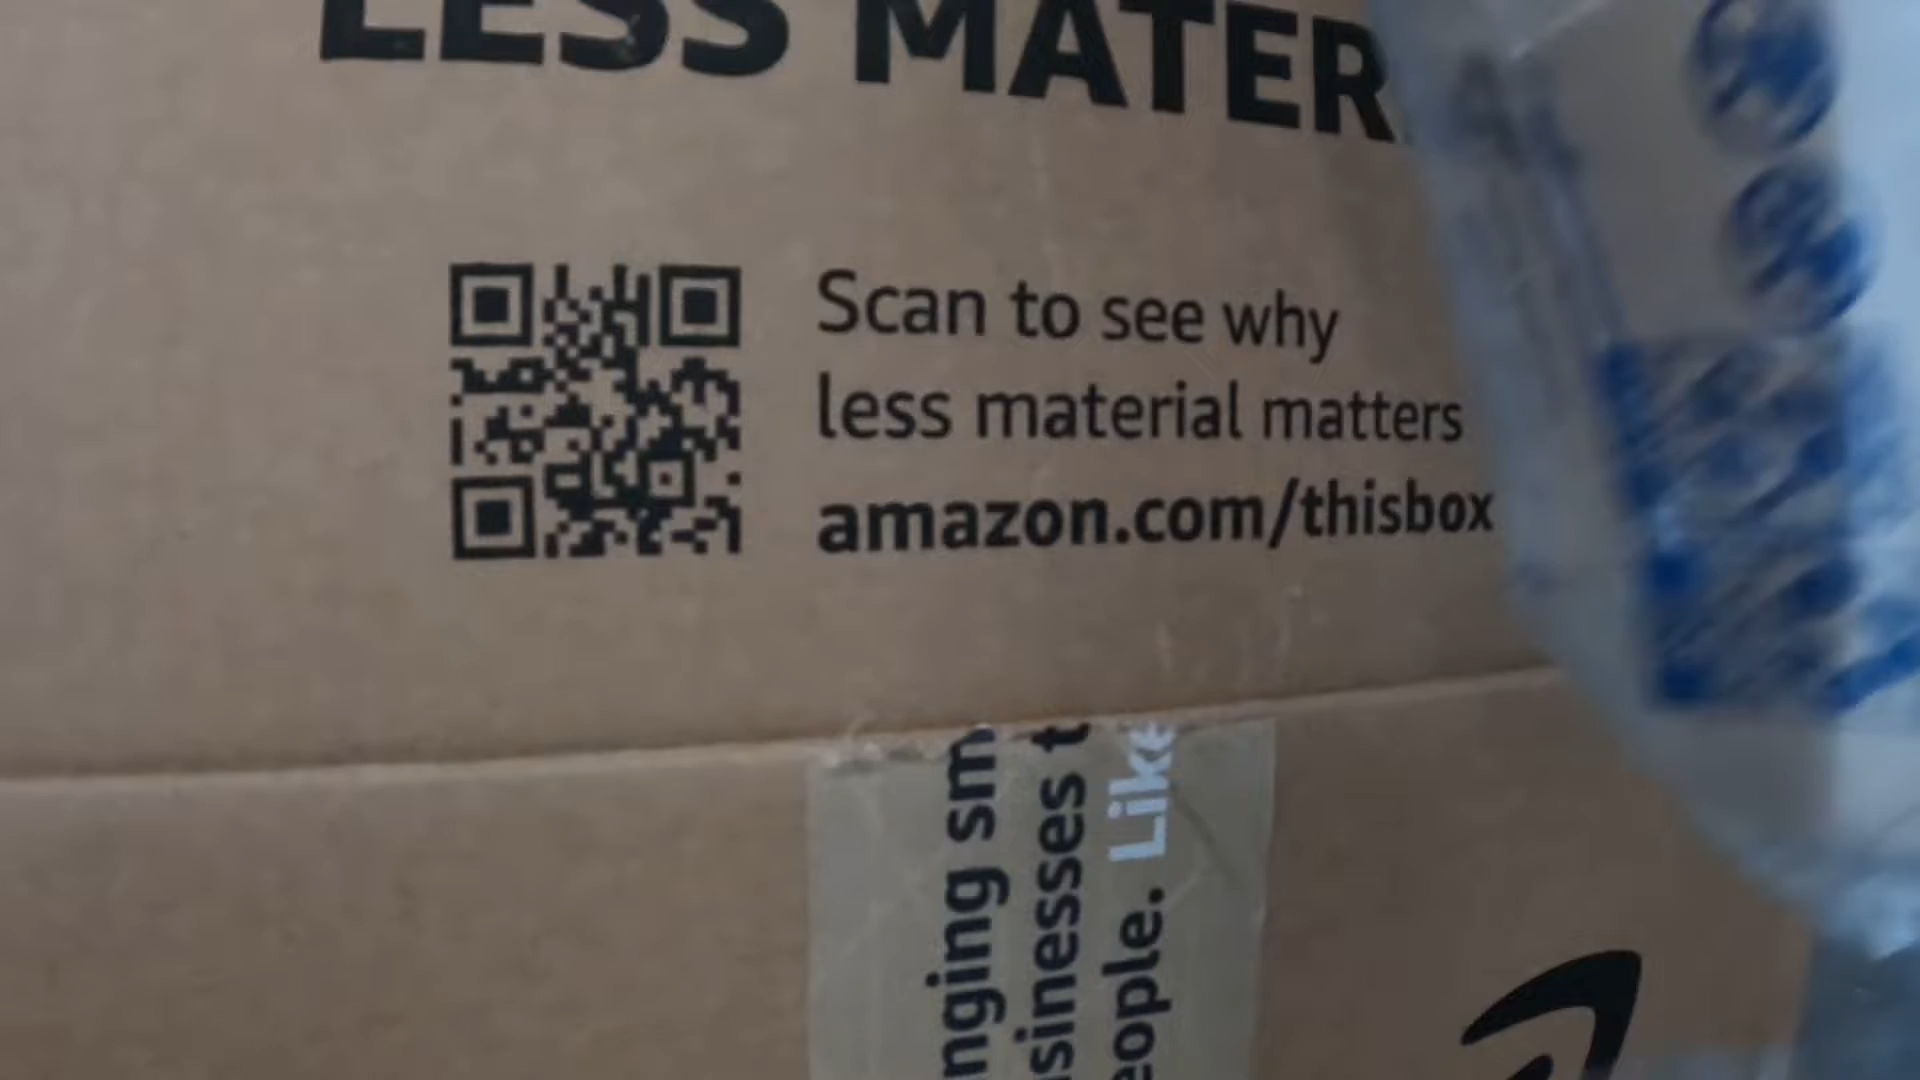 LESS MATER
Scan to see why
less material matters
amazon.com/thisbox
nging sm
sinesses t
eople. Like